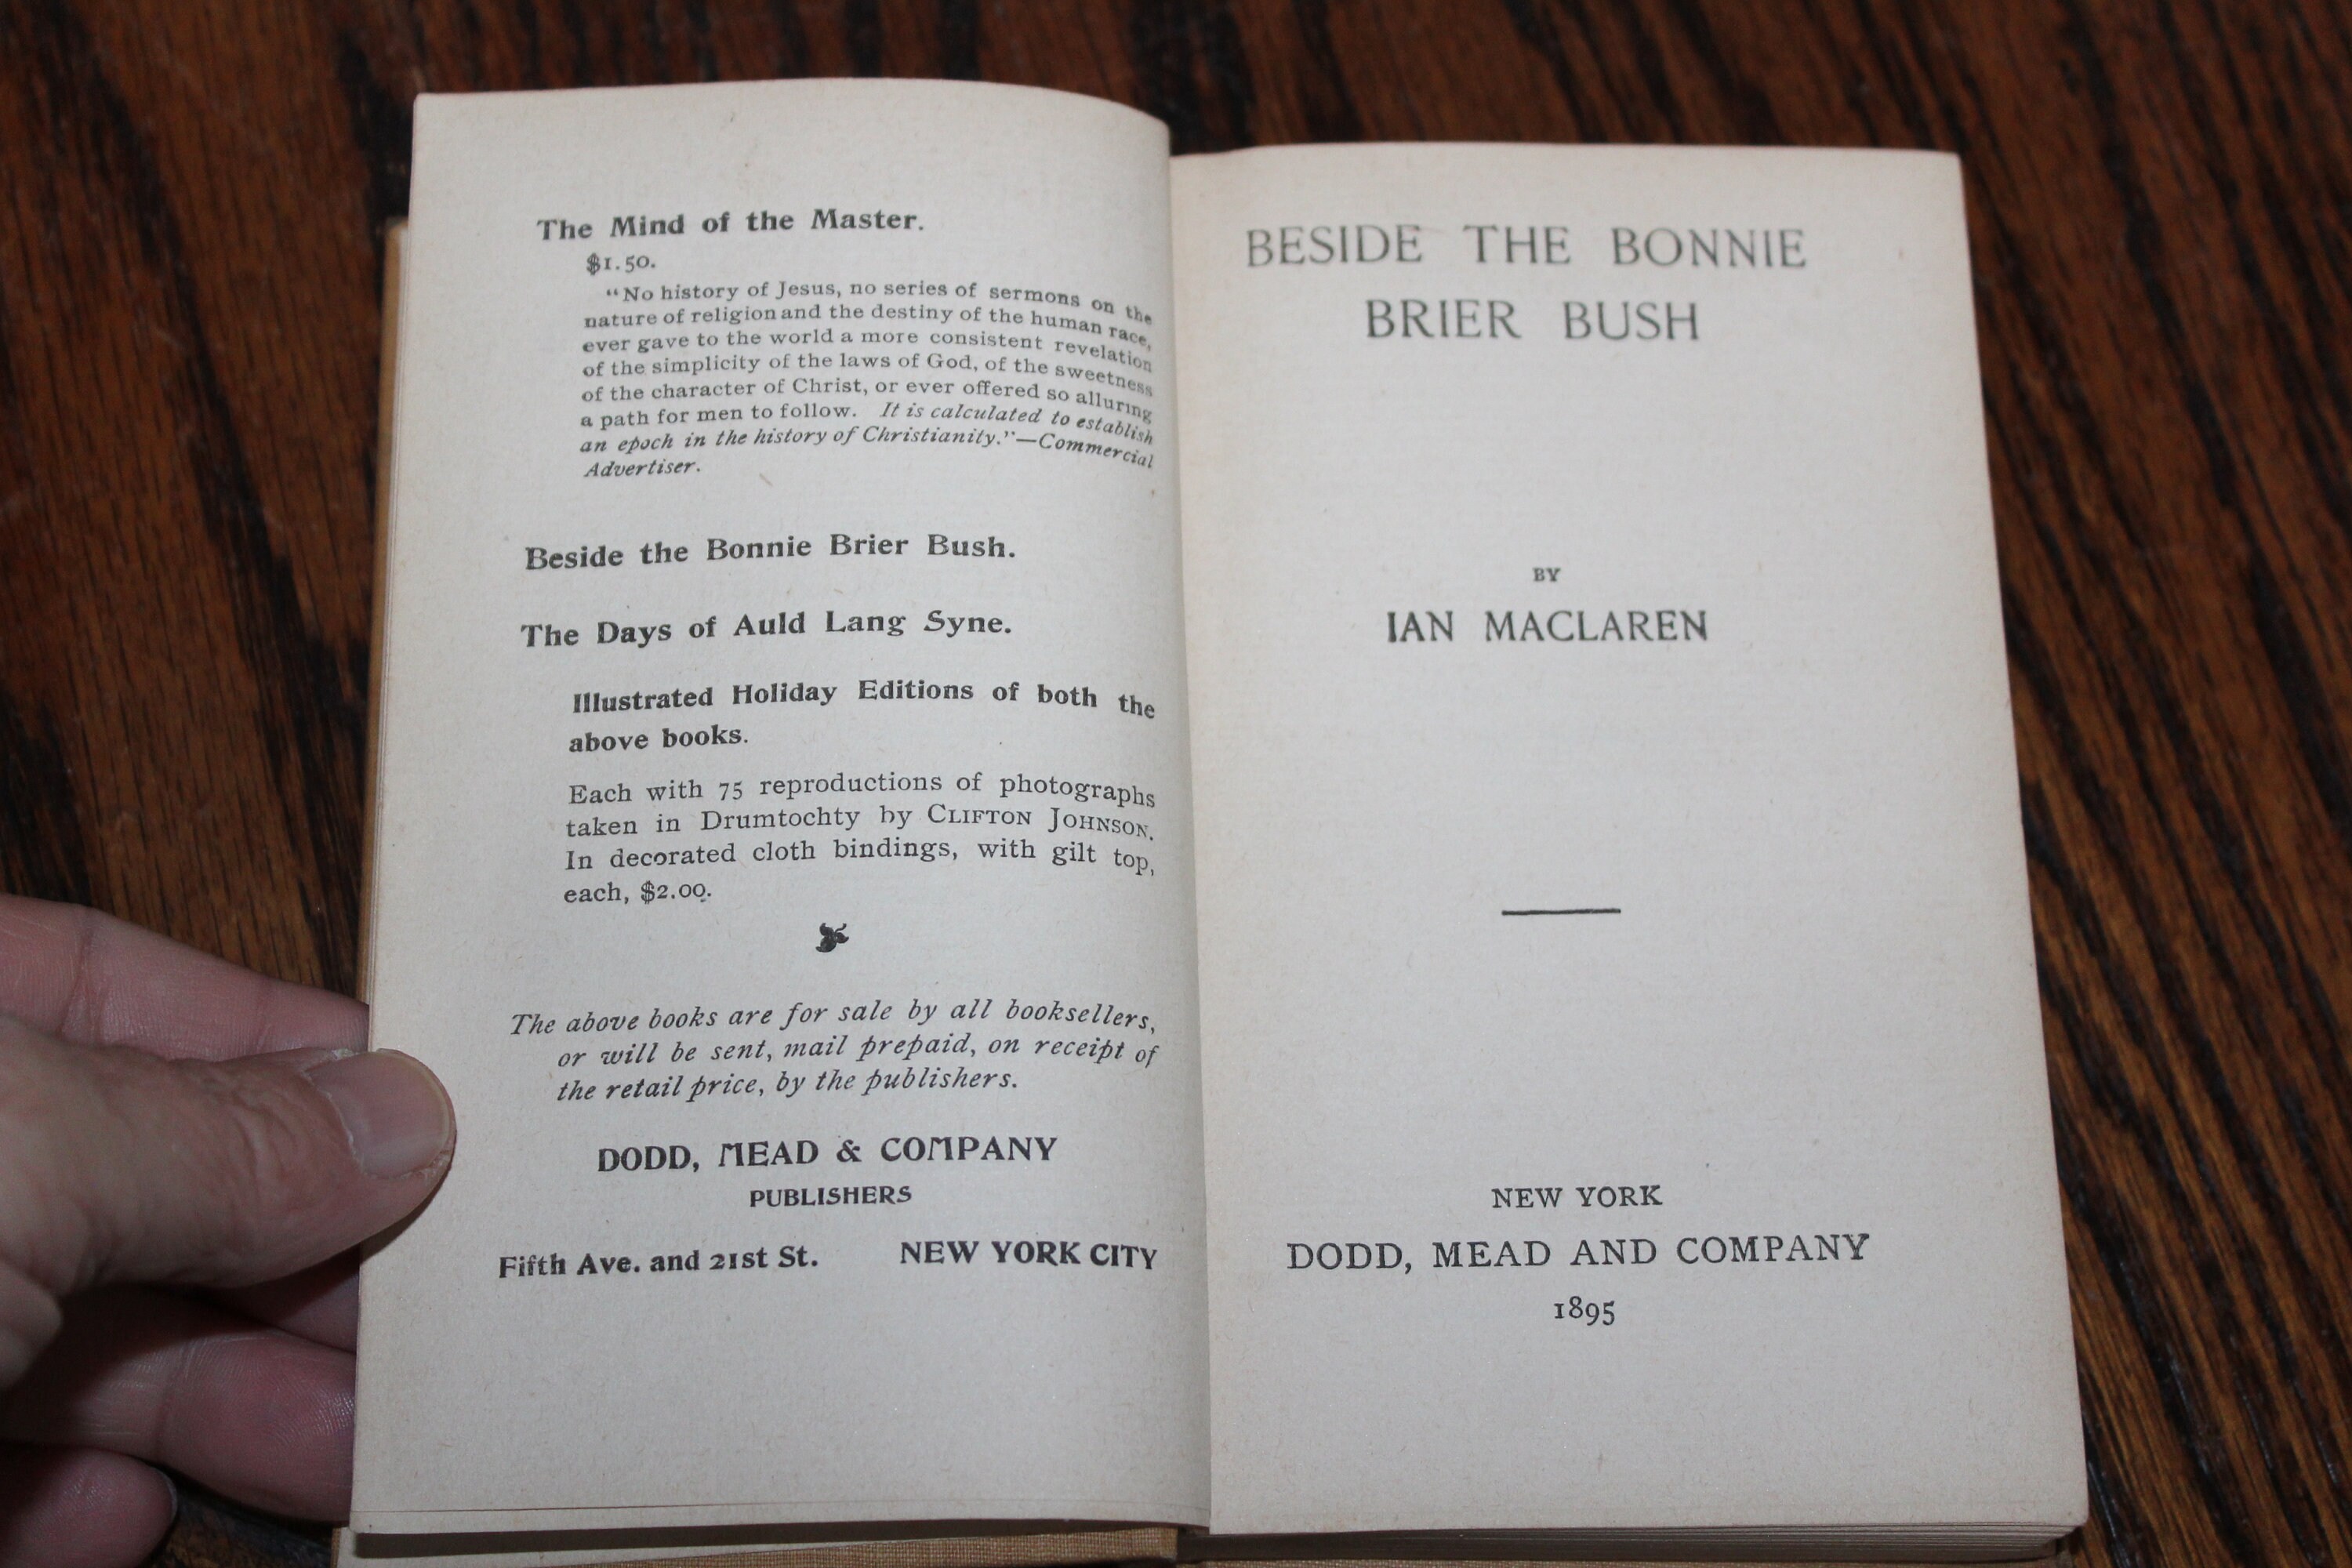 The Mind of the Master.
$1.50.
"No history of Jesus, no series of sermons on the
nature of religion and the destiny of the human race,
ever gave to the world a more consistent revelation
of the simplicity of the laws of God, of the sweetness
of the character of Christ, or ever offered so alluring
a path for men to follow. It is calculated to establish
an epoch in the history of Christianity."—Commercial
Advertiser.
Beside the Bonnie Brier Bush.
The Days of Auld Lang Syne.
Illustrated Holiday Editions of both the
above books.
Each with 75 reproductions of photographs
taken in Drumtochty by CLIFTON JOHNSON.
In decorated cloth bindings, with gilt top,
each, $2.00.
The above books are for sale by all booksellers,
or will be sent, mail prepaid, on receipt of
the retail price, by the publishers.
DODD, MEAD & COMPANY
PUBLISHERS
Fifth Ave. and 21st St. NEW YORK CITY
BESIDE THE BONNIE
BRIER BUSH
BY
IAN MACLAREN
NEW YORK
DODD, MEAD AND COMPANY
1895